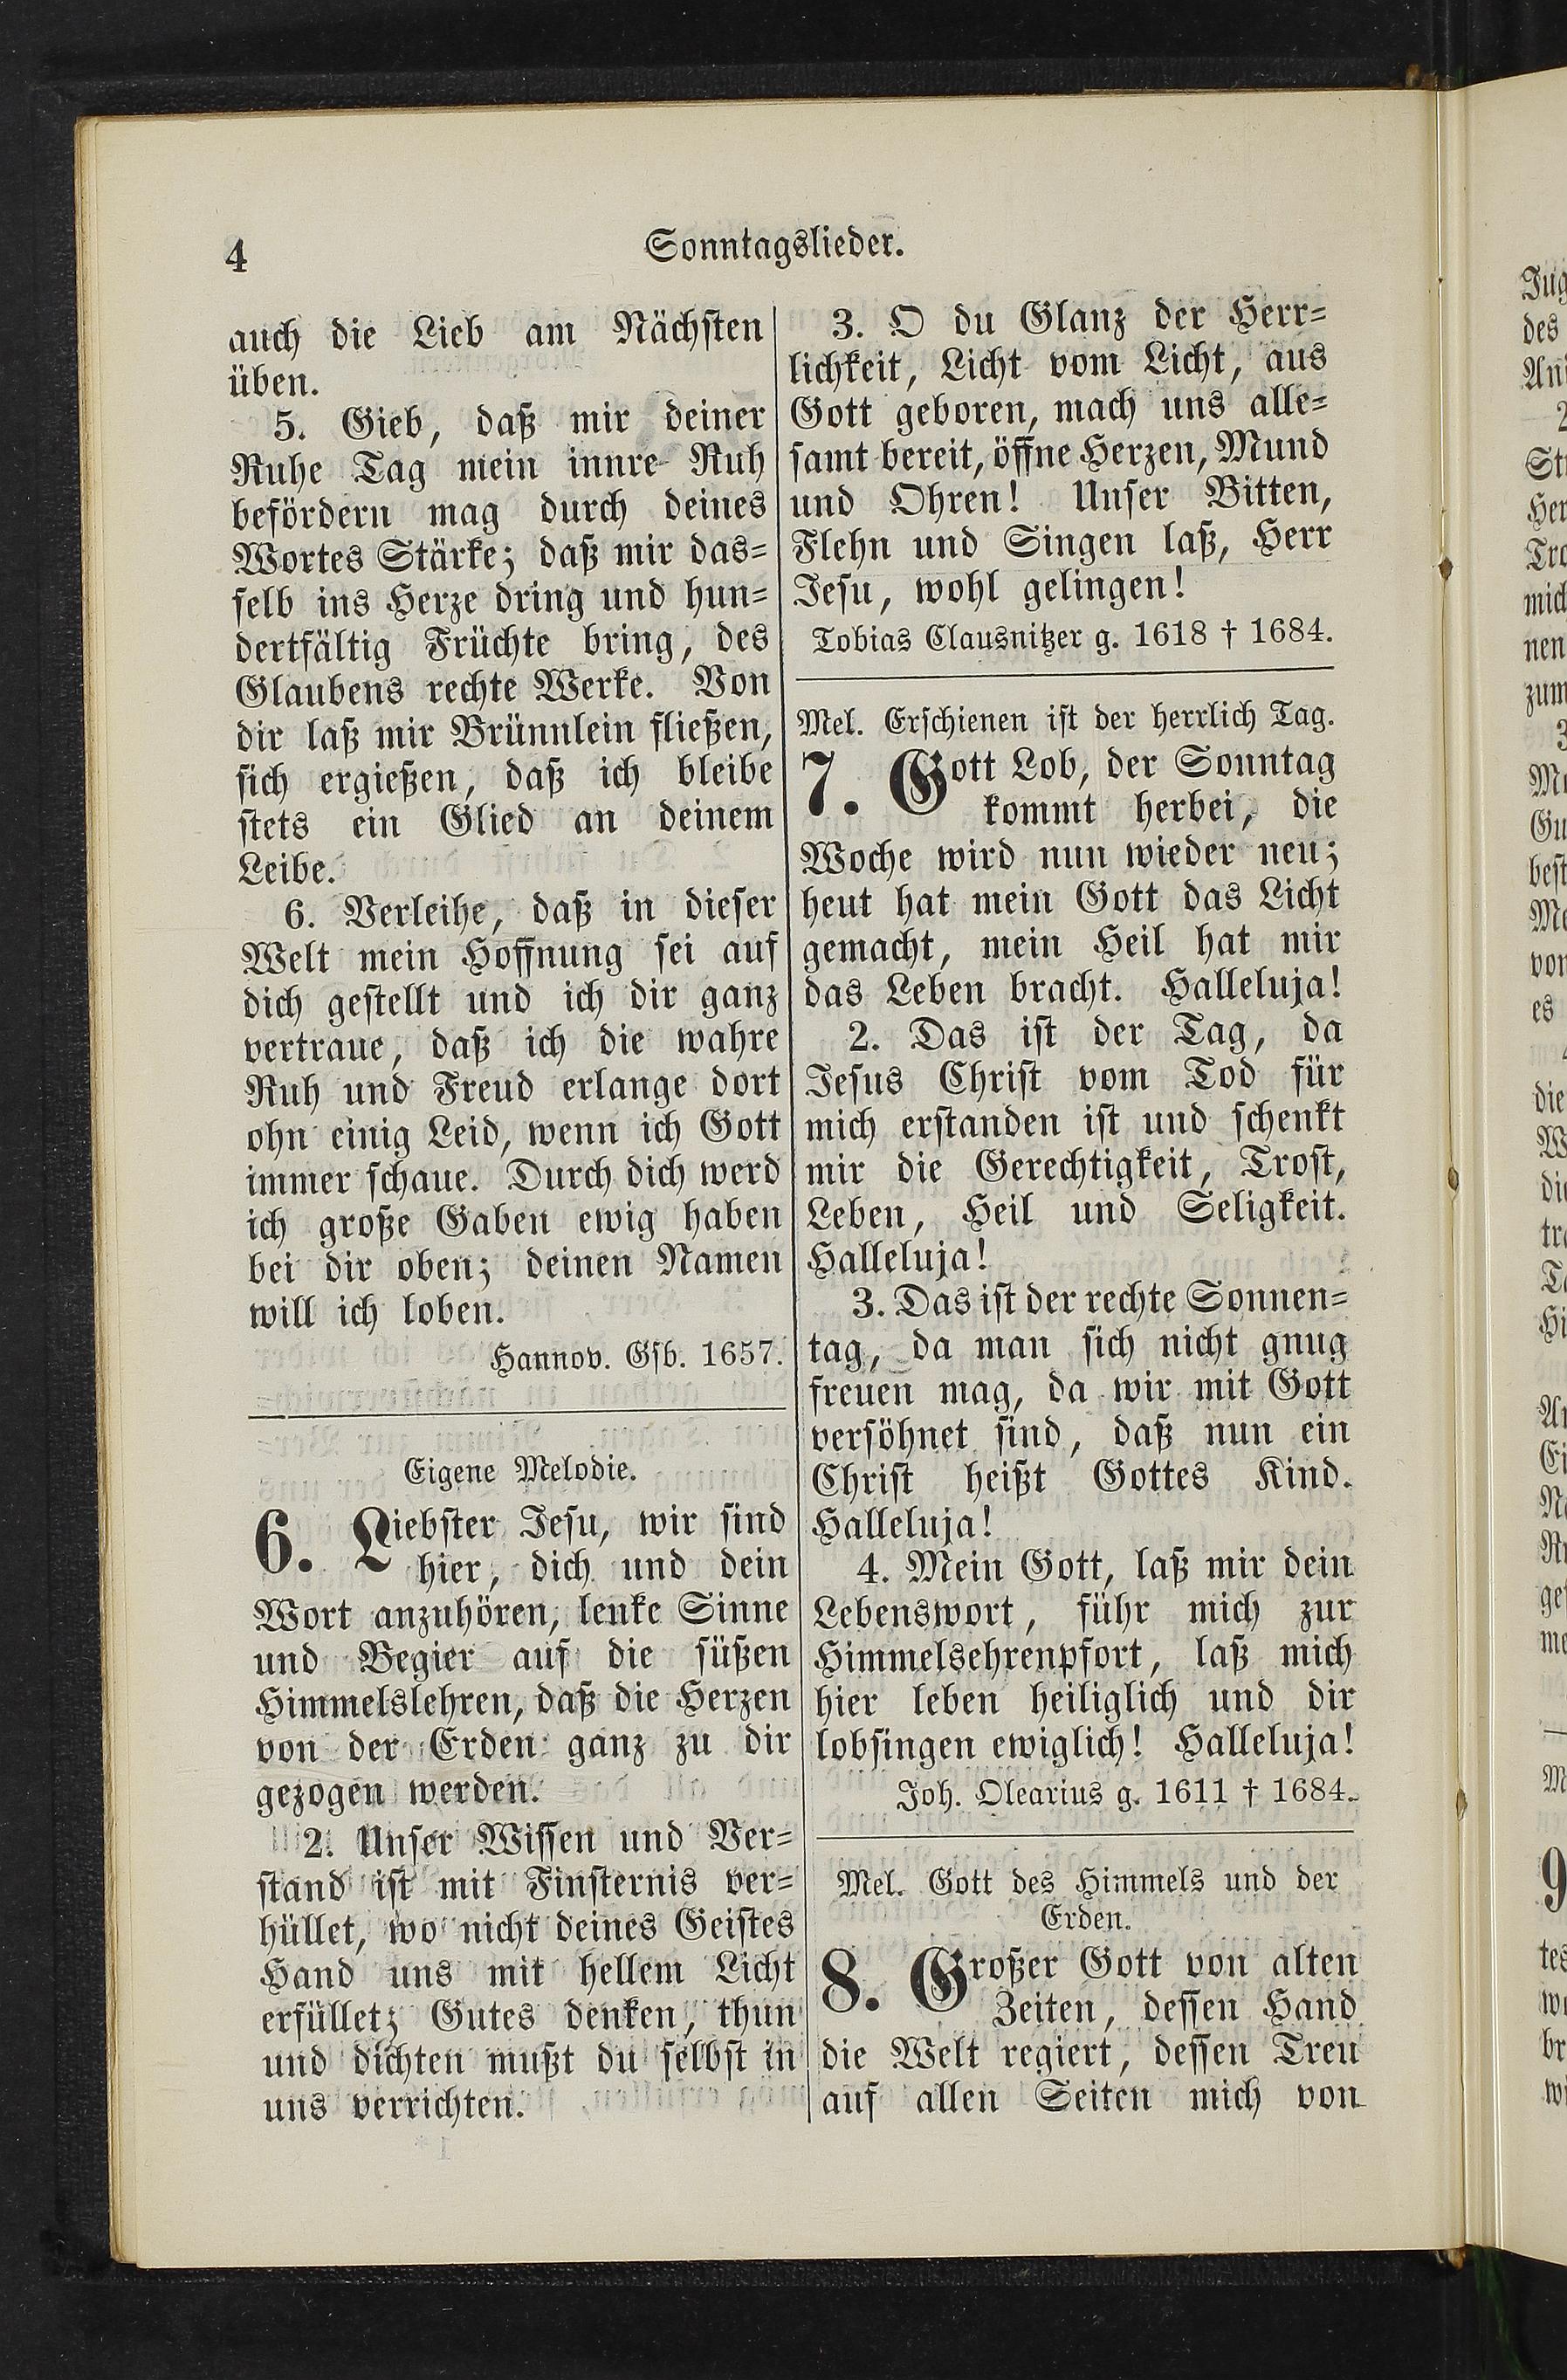 4
Sonntagslieder.
auch die Lieb am Nächsten
üben.
5. Gieb, daß mir deiner
Ruhe Tag mein innre Ruh
befördern mag durch deines
Wortes Stärke; daß mir das-
selb ins Herze dring und hun-
dertfältig Früchte bring, des
Glaubens rechte Werke. Von
dir laß mir Brünnlein fließen,
sich ergießen, daß ich bleibe
stets ein Glied an deinem
Leibe.
6. Verleihe, daß in dieser
Welt mein Hoffnung sei auf
dich gestellt und ich dir ganz
vertraue, daß ich die wahre
Ruh und Freud erlange dort
ohn einig Leid, wenn ich Gott
immer schaue. Durch dich werd
ich große Gaben ewig haben
bei dir oben; deinen Namen
will ich loben.
Hannov. Gsb. 1657.
Eigene Melodie.
6. Liebster Jesu, wir sind
hier, dich und dein
Wort anzuhören, lenke Sinne
und Begier auf die süßen
Himmelslehren, daß die Herzen
von der Erden ganz zu dir
gezogen werden.
2. Unser Wissen und Ver-
stand ist mit Finsternis ver-
hüllet, wo nicht deines Geistes
Hand uns mit hellem Licht
erfüllet; Gutes denken, thun
und dichten mußt du selbst in
uns verrichten.
3. O du Glanz der Herr-
lichkeit, Licht vom Licht, aus
Gott geboren, mach uns alle-
samt bereit, öffne Herzen, Mund
und Ohren! Unser Bitten,
Flehn und Singen laß, Herr
Jesu, wohl gelingen!
Tobias Clausnitzer g. 1618 † 1684.
Mel. Erschienen ist der herrlich Tag.
7. Gott Lob, der Sonntag
kommt herbei, die
Woche wird nun wieder neu;
heut hat mein Gott das Licht
gemacht, mein Heil hat mir
das Leben bracht. Halleluja!
2. Das ist der Tag, da
Jesus Christ vom Tod für
mich erstanden ist und schenkt
mir die Gerechtigkeit, Trost,
Leben, Heil und Seligkeit.
Halleluja!
3. Das ist der rechte Sonnen-
tag, da man sich nicht gnug
freuen mag, da wir mit Gott
versöhnet sind, daß nun ein
Christ heißt Gottes Kind.
Halleluja!
4. Mein Gott, laß mir dein
Lebenswort, führ mich zur
Himmelsehrenpfort, laß mich
hier leben heiliglich und dir
lobsingen ewiglich! Halleluja!
Joh. Olearius g. 1611 † 1684.
Mel. Gott des Himmels und der
Erden.
8. Großer Gott von alten
Zeiten, dessen Hand
die Welt regiert, dessen Treu
auf allen Seiten mich von